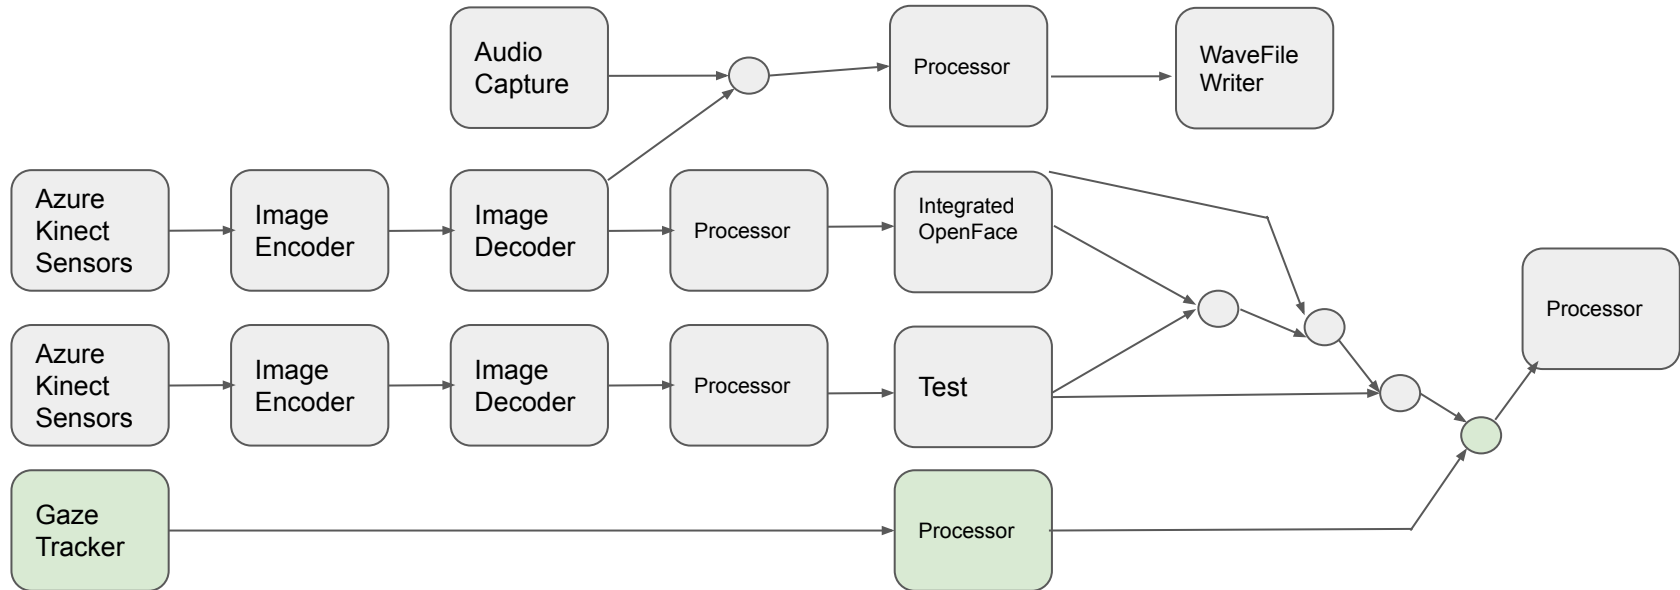 Audio
Capture
Processor
WaveFile
Writer
Azure
Kinect
Sensors
Image
Encoder
Image
Decoder
Processor
Integrated
OpenFace
Processor
Azure
Kinect
Sensors
Image
Encoder
Image
Decoder
Processor
Test
Gaze
Tracker
Processor